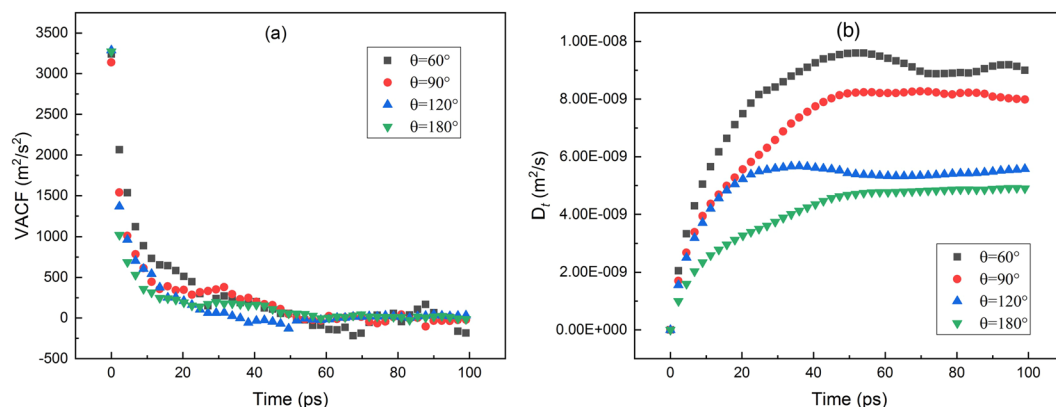 (a)
θ=60°
θ=90°
θ=120°
θ=180°
VACF (m²/s²)
3500
3000
2500
2000
1500
1000
500
0
-500
0 20 40 60 80 100
Time (ps)
(b)
D_t (m²/s)
1.00E-008
8.00E-009
6.00E-009
4.00E-009
2.00E-009
0.00E+000
θ=60°
θ=90°
θ=120°
θ=180°
0 20 40 60 80 100
Time (ps)